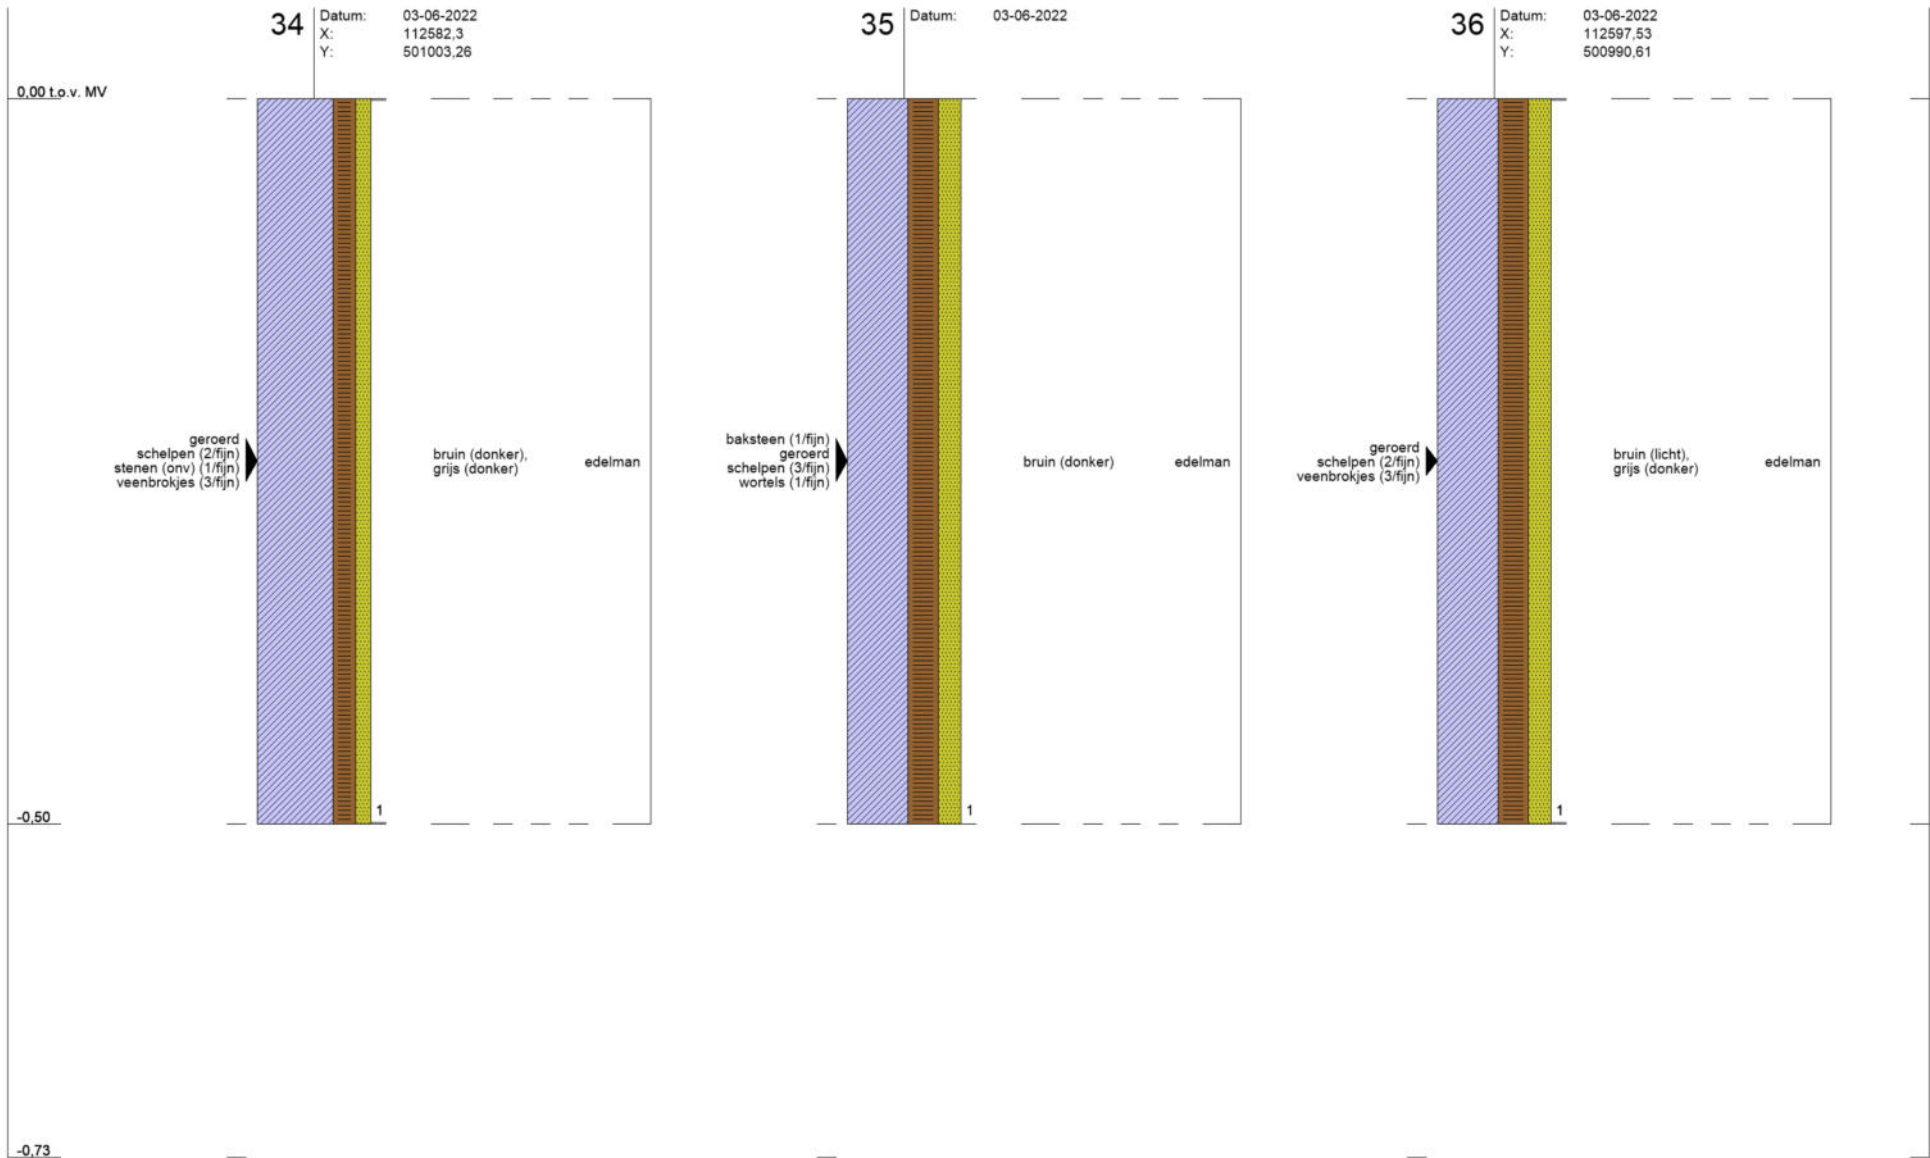 34
Datum: 03-06-2022
X: 112582,3
Y: 501003,26
35
Datum: 03-06-2022
36
Datum: 03-06-2022
X: 112597,53
Y: 500990,61
0,00 t.o.v. MV
geroerd
schelpen (2/fijn)
stenen (onv) (1/fijn)
veenbrokjes (3/fijn)
bruin (donker),
grijs (donker)
edelman
1
baksteen (1/fijn)
geroerd
schelpen (3/fijn)
wortels (1/fijn)
bruin (donker)
edelman
1
geroerd
schelpen (2/fijn)
veenbrokjes (3/fijn)
bruin (licht),
grijs (donker)
edelman
1
-0,50
-0,73